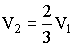 V₂ = 2/3 V₁